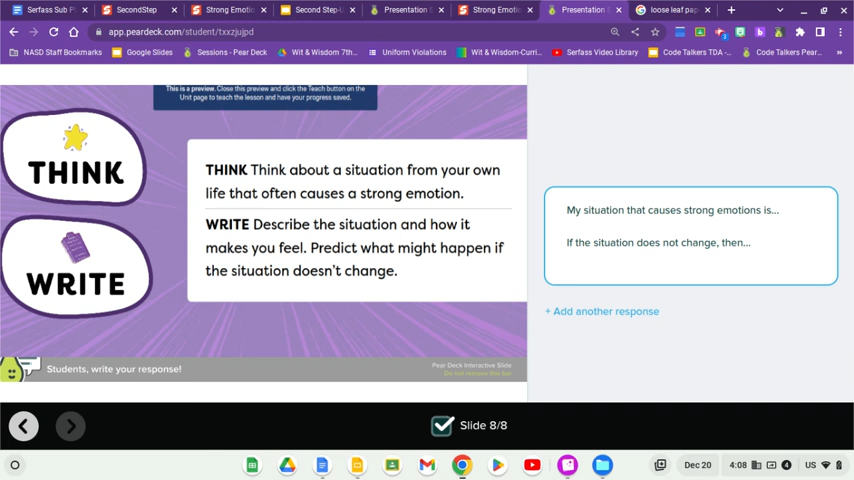 Serfass Sub Pl
SecondStep
Strong Emotio
Second Step-U
Presentation S
Strong Emotio
Presentation S
loose leaf pap
app.peardeck.com/student/txxzjujpd
NASD Staff Bookmarks
Google Slides
Sessions - Pear Deck
Wit & Wisdom 7th...
Uniform Violations
Wit & Wisdom-Curri...
Serfass Video Library
Code Talkers TDA -...
Code Talkers Pear...
This is a preview. Close this preview and click the Teach button on the
Unit page to teach the lesson and have your progress saved.
THINK
THINK Think about a situation from your own
life that often causes a strong emotion.
WRITE
WRITE Describe the situation and how it
makes you feel. Predict what might happen if
the situation doesn't change.
My situation that causes strong emotions is...
If the situation does not change, then...
+ Add another response
Students, write your response!
Pear Deck Interactive Slide
Do not remove this bar
Slide 8/8
Dec 20
4:08
4
US